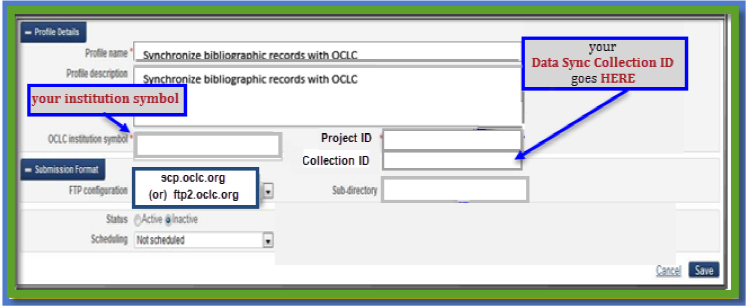 Profile Details
Profile name * Synchronize bibliographic records with OCLC
your
Data Sync Collection ID
goes HERE
Profile description Synchronize bibliographic records with OCLC
your institution symbol
OCLC institution symbol * Project ID *
Collection ID
Submission Format
scp.oclc.org
FTP configuration (or) ftp2.oclc.org Sub-directory
Status Active Inactive
Scheduling Not scheduled
Cancel Save